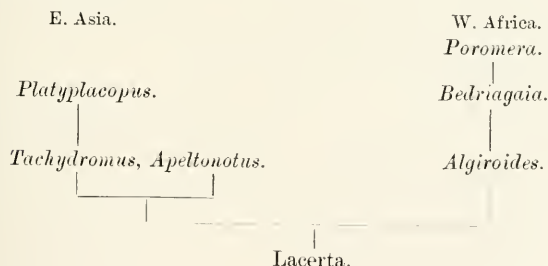 E. Asia. W. Africa.
Poromera.
Platyplacopus. Bedriagaia.
Tachydromus, Apeltonotus. Algiroides.
Lacerta.